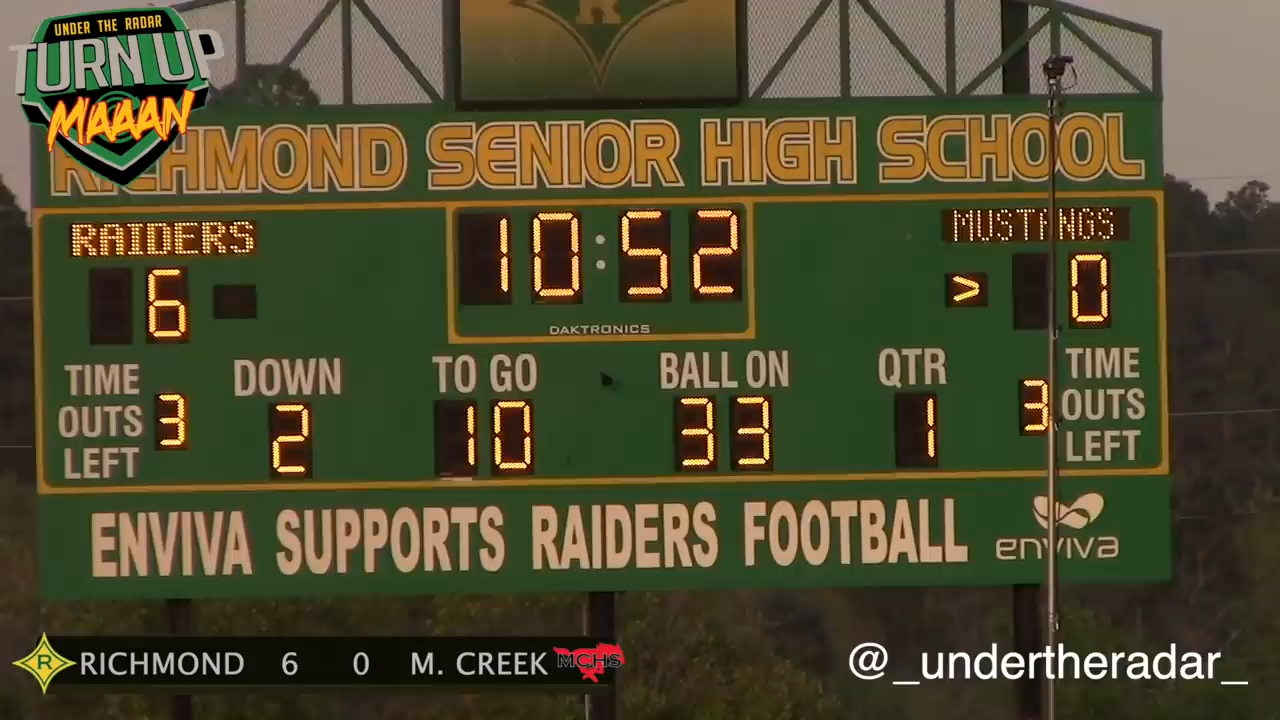 UNDER THE RADAR
TURN UP
MAAAN
R
RICHMOND SENIOR HIGH SCHOOL
RAIDERS 10:52 MUSTANGS
6 > 0
DAKTRONICS
TIME OUTS LEFT 3
DOWN 2
TO GO 10
BALL ON 33
QTR 1
3 TIME OUTS LEFT
ENVIVA SUPPORTS RAIDERS FOOTBALL enviva
R RICHMOND 6 0 M. CREEK MCHS
@_undertheradar_